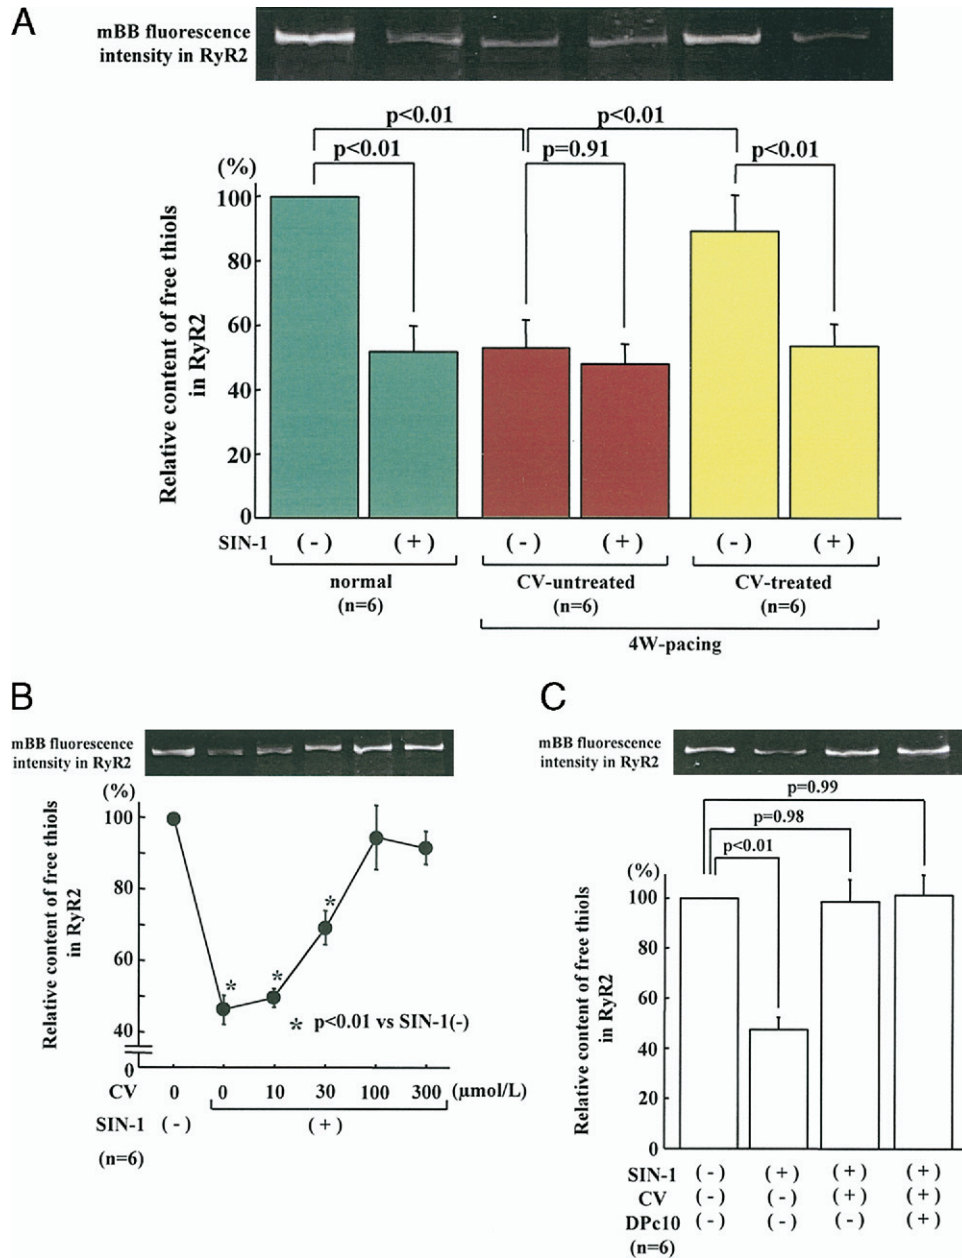 A
mBB fluorescence
intensity in RyR2
p<0.01 p<0.01
p<0.01 p=0.91 p<0.01
(%)
Relative content of free thiols
in RyR2
100
80
60
40
20
0
SIN-1 (-) (+) (-) (+) (-) (+)
normal CV-untreated CV-treated
(n=6) (n=6) (n=6)
4W-pacing
B
mBB fluorescence
intensity in RyR2
(%)
Relative content of free thiols
in RyR2
100
80
60
40
0
*
*
*
* p<0.01 vs SIN-1(-)
CV 0 0 10 30 100 300 (μmol/L)
SIN-1 (-) (+)
(n=6)
C
mBB fluorescence
intensity in RyR2
p=0.99
p=0.98
p<0.01
(%)
Relative content of free thiols
in RyR2
100
80
60
40
20
0
SIN-1 (-) (+) (+) (+)
CV (-) (-) (+) (+)
DPc10 (-) (-) (-) (+)
(n=6)